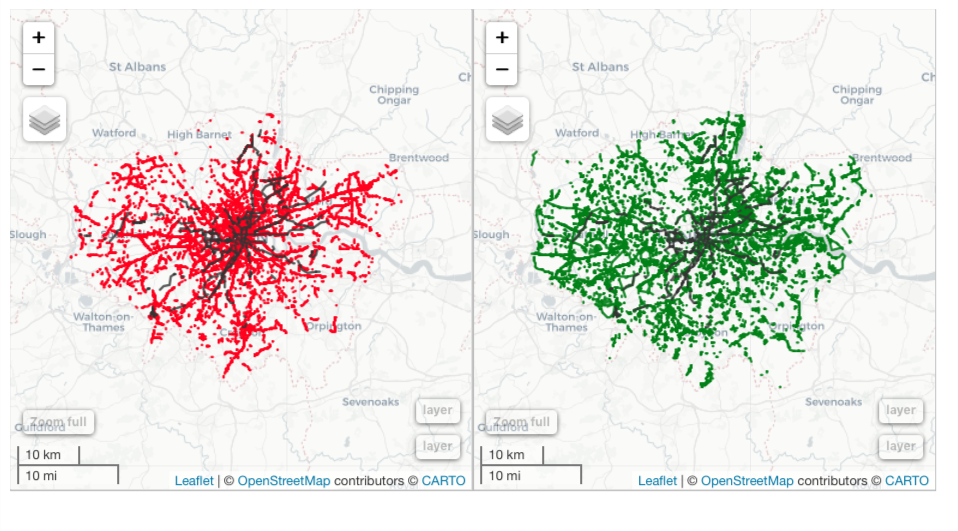 +
−
St Albans
Ch
Chipping
Ongar
Watford
High Barnet
Brentwood
Slough
Walton-on-
Thames
Orpington
Sevenoaks
Zoom full
Guildford
layer
layer
10 km
10 mi
Leaflet | © OpenStreetMap contributors © CARTO
+
−
St Albans
Ch
Chipping
Ongar
Watford
High Barnet
Brentwood
Slough
Walton-on-
Thames
Orpington
Sevenoaks
Zoom full
Guildford
layer
layer
10 km
10 mi
Leaflet | © OpenStreetMap contributors © CARTO